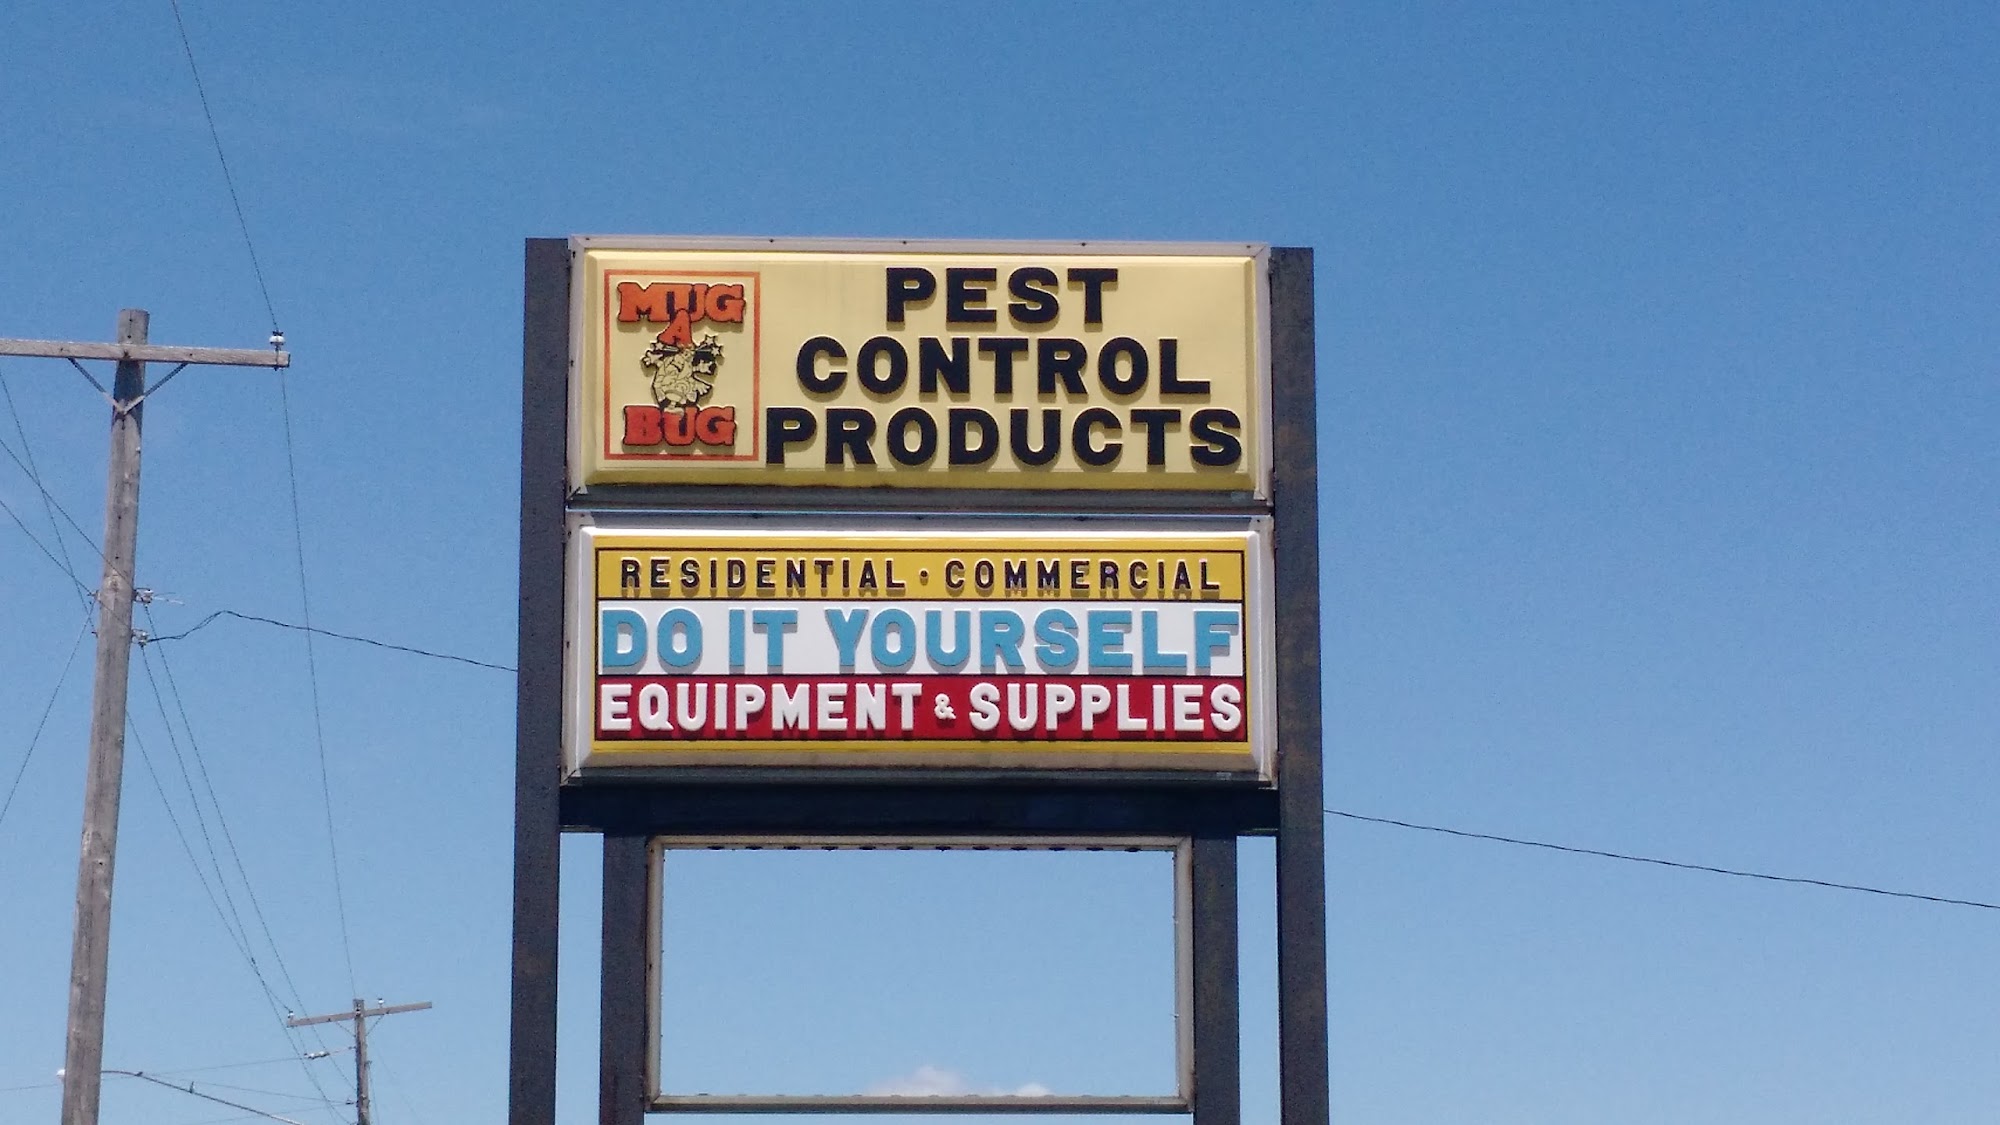 MUG
A
BUG
PEST
CONTROL
PRODUCTS
RESIDENTIAL • COMMERCIAL
DO IT YOURSELF
EQUIPMENT & SUPPLIES